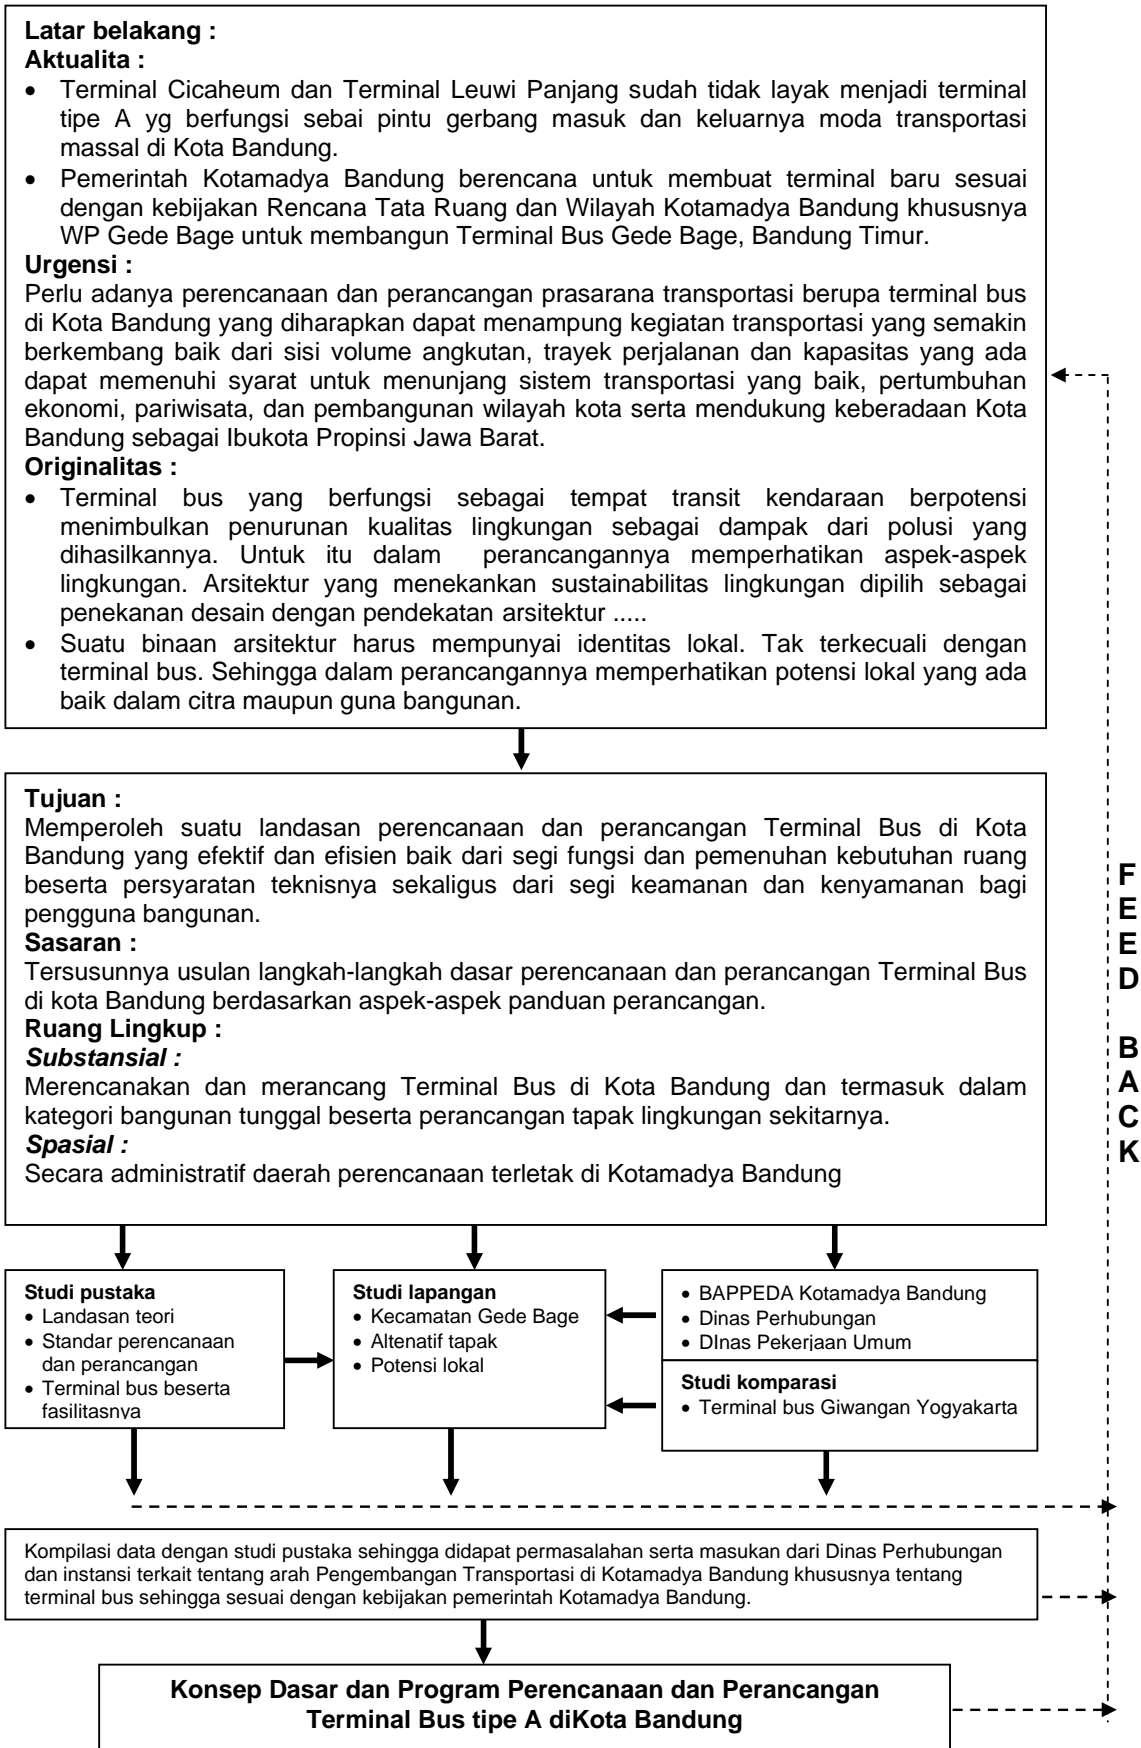 Latar belakang :
Aktualita :
• Terminal Cicaheum dan Terminal Leuwi Panjang sudah tidak layak menjadi terminal
tipe A yg berfungsi sebai pintu gerbang masuk dan keluarnya moda transportasi
massal di Kota Bandung.
• Pemerintah Kotamadya Bandung berencana untuk membuat terminal baru sesuai
dengan kebijakan Rencana Tata Ruang dan Wilayah Kotamadya Bandung khususnya
WP Gede Bage untuk membangun Terminal Bus Gede Bage, Bandung Timur.
Urgensi :
Perlu adanya perencanaan dan perancangan prasarana transportasi berupa terminal bus
di Kota Bandung yang diharapkan dapat menampung kegiatan transportasi yang semakin
berkembang baik dari sisi volume angkutan, trayek perjalanan dan kapasitas yang ada
dapat memenuhi syarat untuk menunjang sistem transportasi yang baik, pertumbuhan
ekonomi, pariwisata, dan pembangunan wilayah kota serta mendukung keberadaan Kota
Bandung sebagai Ibukota Propinsi Jawa Barat.
Originalitas :
• Terminal bus yang berfungsi sebagai tempat transit kendaraan berpotensi
menimbulkan penurunan kualitas lingkungan sebagai dampak dari polusi yang
dihasilkannya. Untuk itu dalam perancangannya memperhatikan aspek-aspek
lingkungan. Arsitektur yang menekankan sustainabilitas lingkungan dipilih sebagai
penekanan desain dengan pendekatan arsitektur .....
• Suatu binaan arsitektur harus mempunyai identitas lokal. Tak terkecuali dengan
terminal bus. Sehingga dalam perancangannya memperhatikan potensi lokal yang ada
baik dalam citra maupun guna bangunan.
Tujuan :
Memperoleh suatu landasan perencanaan dan perancangan Terminal Bus di Kota
Bandung yang efektif dan efisien baik dari segi fungsi dan pemenuhan kebutuhan ruang
beserta persyaratan teknisnya sekaligus dari segi keamanan dan kenyamanan bagi
pengguna bangunan.
Sasaran :
Tersusunnya usulan langkah-langkah dasar perencanaan dan perancangan Terminal Bus
di kota Bandung berdasarkan aspek-aspek panduan perancangan.
Ruang Lingkup :
Substansial :
Merencanakan dan merancang Terminal Bus di Kota Bandung dan termasuk dalam
kategori bangunan tunggal beserta perancangan tapak lingkungan sekitarnya.
Spasial :
Secara administratif daerah perencanaan terletak di Kotamadya Bandung
F
E
E
D
B
A
C
K
Studi pustaka
• Landasan teori
• Standar perencanaan
dan perancangan
• Terminal bus beserta
fasilitasnya
Studi lapangan
• Kecamatan Gede Bage
• Altenatif tapak
• Potensi lokal
• BAPPEDA Kotamadya Bandung
• Dinas Perhubungan
• DInas Pekerjaan Umum
Studi komparasi
• Terminal bus Giwangan Yogyakarta
Kompilasi data dengan studi pustaka sehingga didapat permasalahan serta masukan dari Dinas Perhubungan
dan instansi terkait tentang arah Pengembangan Transportasi di Kotamadya Bandung khususnya tentang
terminal bus sehingga sesuai dengan kebijakan pemerintah Kotamadya Bandung.
Konsep Dasar dan Program Perencanaan dan Perancangan
Terminal Bus tipe A diKota Bandung